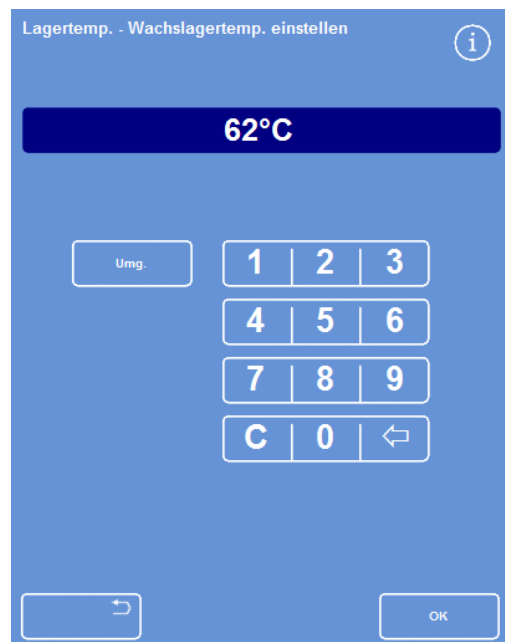 Lagertemp. - Wachslagertemp. einstellen
i
62°C
Umg.
1 | 2 | 3
4 | 5 | 6
7 | 8 | 9
C | 0 | ⇦
OK